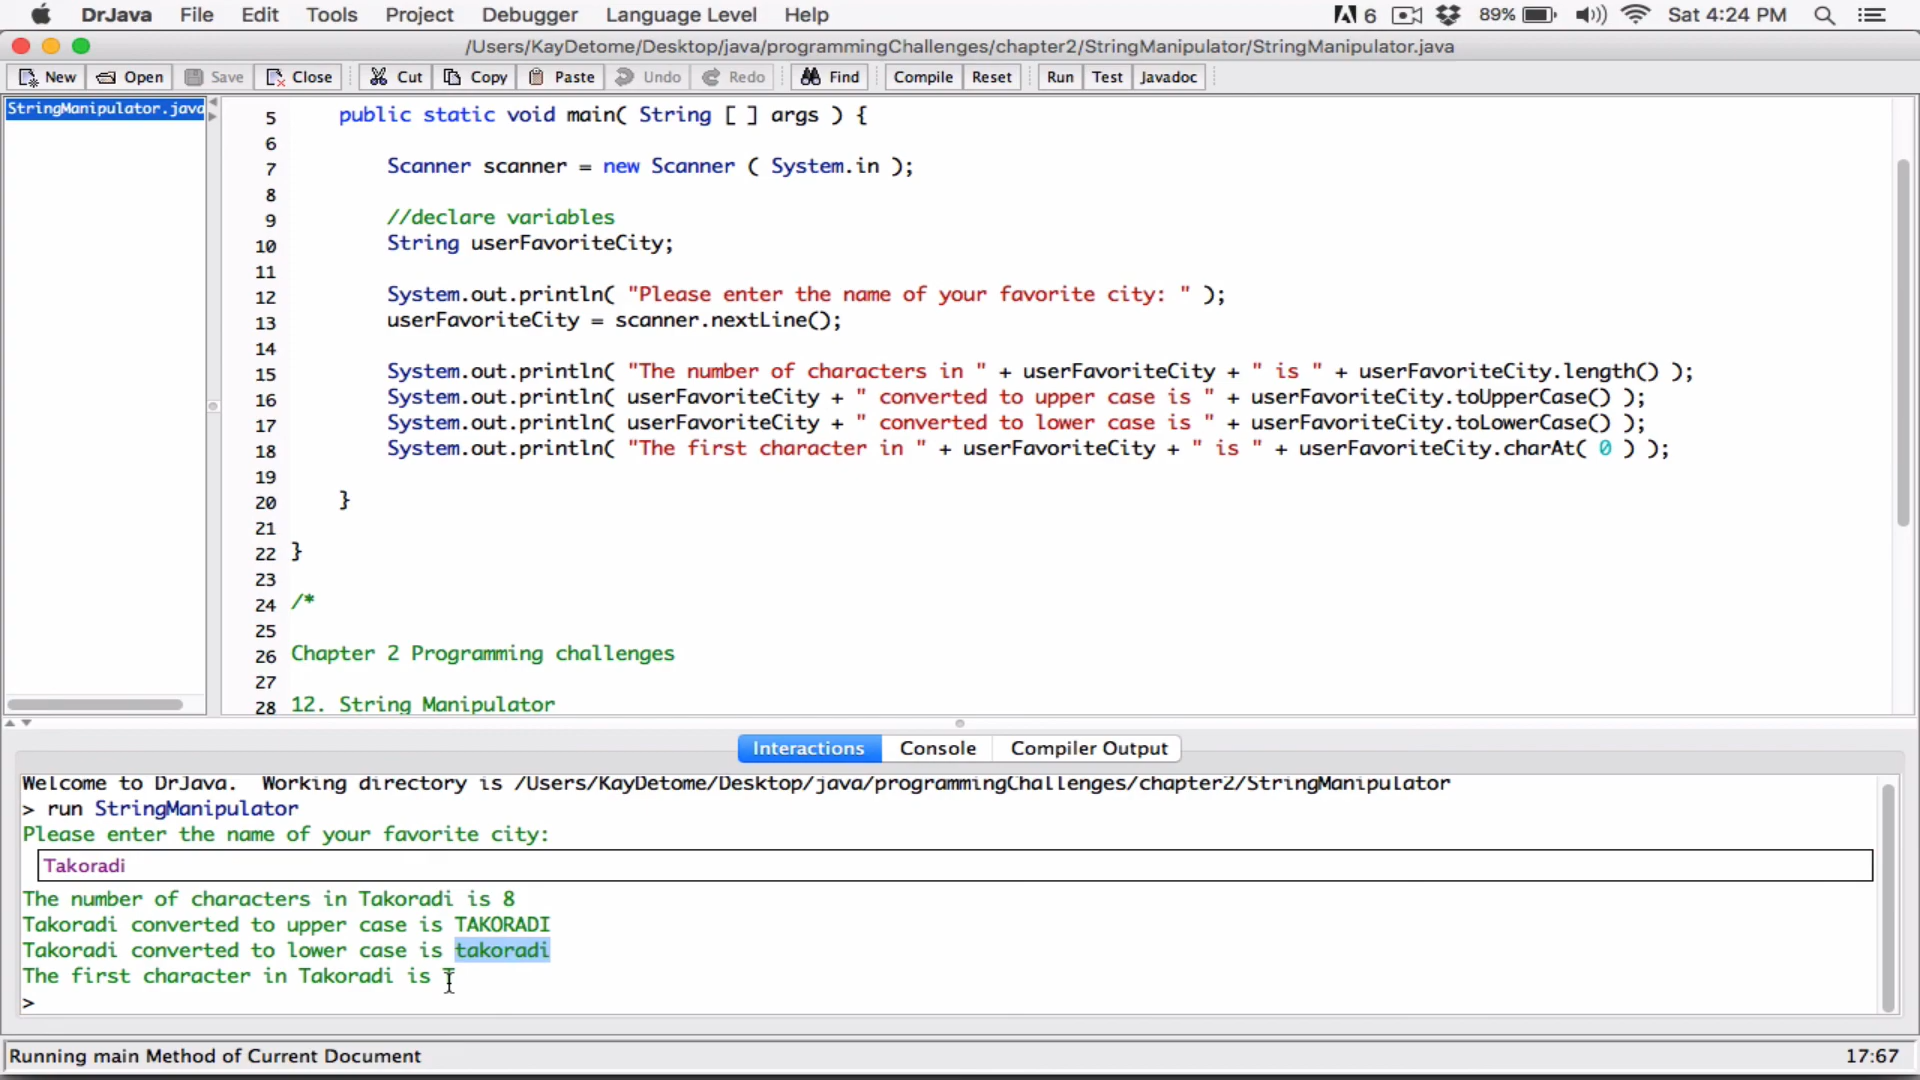 DrJava File Edit Tools Project Debugger Language Level Help 6 89% Sat 4:24 PM
/Users/KayDetome/Desktop/java/programmingChallenges/chapter2/StringManipulator/StringManipulator.java
New Open Save Close Cut Copy Paste Undo Redo Find Compile Reset Run Test Javadoc
StringManipulator.java
5 public static void main( String [ ] args ) {
6
7 Scanner scanner = new Scanner ( System.in );
8
9 //declare variables
10 String userFavoriteCity;
11
12 System.out.println( "Please enter the name of your favorite city: " );
13 userFavoriteCity = scanner.nextLine();
14
15 System.out.println( "The number of characters in " + userFavoriteCity + " is " + userFavoriteCity.length() );
16 System.out.println( userFavoriteCity + " converted to upper case is " + userFavoriteCity.toUpperCase() );
17 System.out.println( userFavoriteCity + " converted to lower case is " + userFavoriteCity.toLowerCase() );
18 System.out.println( "The first character in " + userFavoriteCity + " is " + userFavoriteCity.charAt( 0 ) );
19
20 }
21
22 }
23
24 /*
25
26 Chapter 2 Programming challenges
27
28 12. String Manipulator
Interactions Console Compiler Output
Welcome to DrJava. Working directory is /Users/KayDetome/Desktop/java/programmingChallenges/chapter2/StringManipulator
> run StringManipulator
Please enter the name of your favorite city:
Takoradi
The number of characters in Takoradi is 8
Takoradi converted to upper case is TAKORADI
Takoradi converted to lower case is takoradi
The first character in Takoradi is T
>
Running main Method of Current Document 17:67